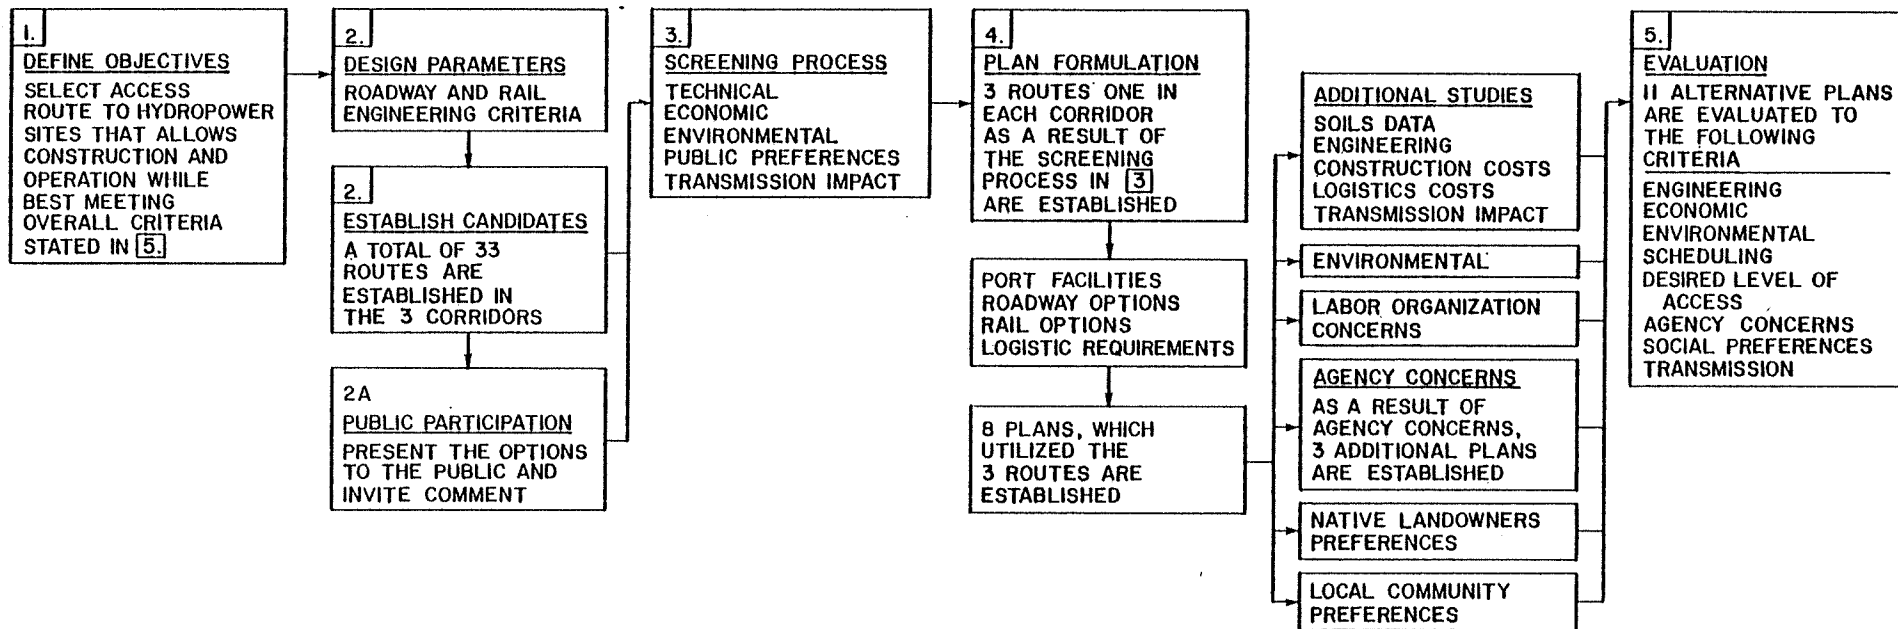 1.
DEFINE OBJECTIVES
SELECT ACCESS
ROUTE TO HYDROPOWER
SITES THAT ALLOWS
CONSTRUCTION AND
OPERATION WHILE
BEST MEETING
OVERALL CRITERIA
STATED IN 5.
2.
DESIGN PARAMETERS
ROADWAY AND RAIL
ENGINEERING CRITERIA
2.
ESTABLISH CANDIDATES
A TOTAL OF 33
ROUTES ARE
ESTABLISHED IN
THE 3 CORRIDORS
2A
PUBLIC PARTICIPATION
PRESENT THE OPTIONS
TO THE PUBLIC AND
INVITE COMMENT
3.
SCREENING PROCESS
TECHNICAL
ECONOMIC
ENVIRONMENTAL
PUBLIC PREFERENCES
TRANSMISSION IMPACT
4.
PLAN FORMULATION
3 ROUTES ONE IN
EACH CORRIDOR
AS A RESULT OF
THE SCREENING
PROCESS IN 3
ARE ESTABLISHED
PORT FACILITIES
ROADWAY OPTIONS
RAIL OPTIONS
LOGISTIC REQUIREMENTS
8 PLANS, WHICH
UTILIZED THE
3 ROUTES ARE
ESTABLISHED
ADDITIONAL STUDIES
SOILS DATA
ENGINEERING
CONSTRUCTION COSTS
LOGISTICS COSTS
TRANSMISSION IMPACT
ENVIRONMENTAL
LABOR ORGANIZATION
CONCERNS
AGENCY CONCERNS
AS A RESULT OF
AGENCY CONCERNS,
3 ADDITIONAL PLANS
ARE ESTABLISHED
NATIVE LANDOWNERS
PREFERENCES
LOCAL COMMUNITY
PREFERENCES
5.
EVALUATION
11 ALTERNATIVE PLANS
ARE EVALUATED TO
THE FOLLOWING
CRITERIA
ENGINEERING
ECONOMIC
ENVIRONMENTAL
SCHEDULING
DESIRED LEVEL OF
ACCESS
AGENCY CONCERNS
SOCIAL PREFERENCES
TRANSMISSION